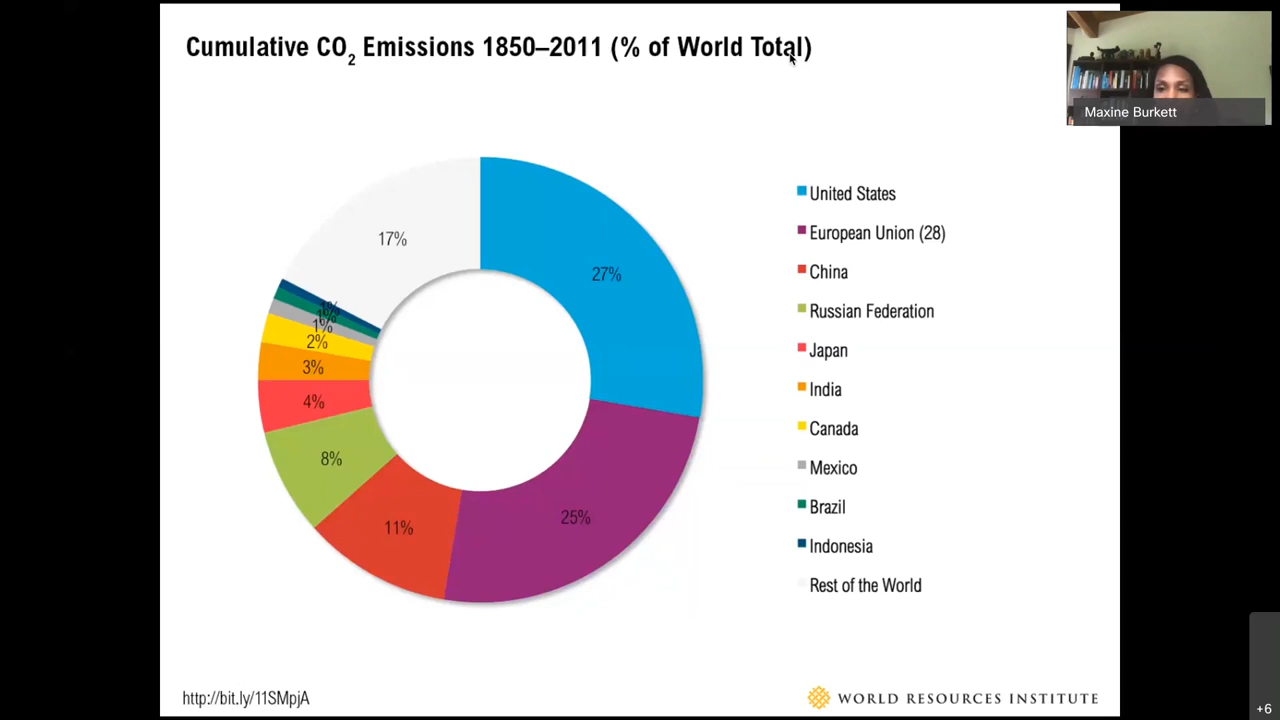 Cumulative CO2 Emissions 1850–2011 (% of World Total)
Maxine Burkett
17%
27%
1%
1%
1%
2%
3%
4%
8%
11%
25%
United States
European Union (28)
China
Russian Federation
Japan
India
Canada
Mexico
Brazil
Indonesia
Rest of the World
http://bit.ly/11SMpjA
WORLD RESOURCES INSTITUTE
+6